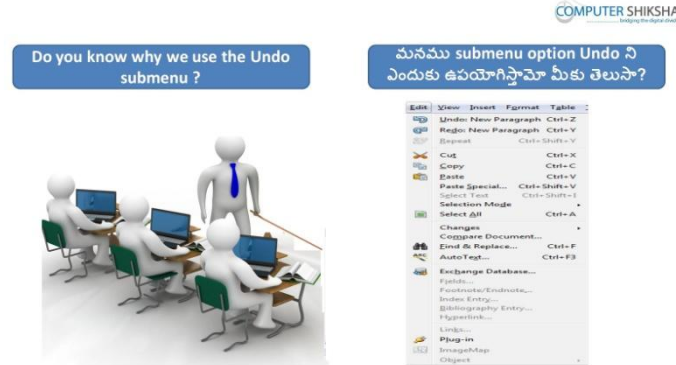 COMPUTER SHIKSHA
bridging the digital divide
Do you know why we use the Undo
submenu ?
మనము submenu option Undo ని
ఎందుకు ఉపయోగిస్తామో మీకు తెలుసా?
Edit View Insert Format Table
Undo: New Paragraph Ctrl+Z
Redo: New Paragraph Ctrl+Y
Repeat Ctrl+Shift+Y
Cut Ctrl+X
Copy Ctrl+C
Paste Ctrl+V
Paste Special... Ctrl+Shift+V
Select Text Ctrl+Shift+I
Selection Mode
Select All Ctrl+A
Changes
Compare Document...
Find & Replace... Ctrl+F
AutoText... Ctrl+F3
Exchange Database...
Fields...
Footnote/Endnote...
Index Entry...
Bibliography Entry...
Hyperlink...
Links...
Plug-in
ImageMap
Object